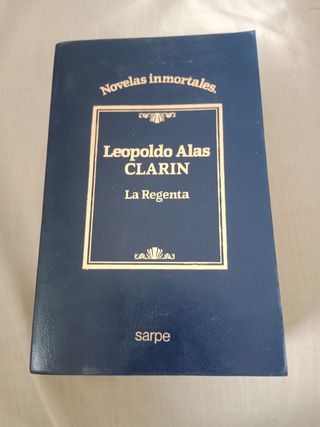 Novelas inmortales.
Leopoldo Alas
CLARIN
La Regenta
sarpe